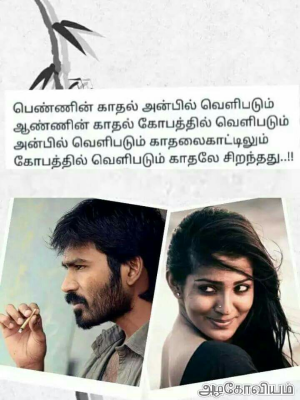 பெண்ணின் காதல் அன்பில் வெளிபடும்
ஆண்ணின் காதல் கோபத்தில் வெளிபடும்
அன்பில் வெளிபடும் காதலைகாட்டிலும்
கோபத்தில் வெளிபடும் காதலே சிறந்தது..!!
அழகோவியம்